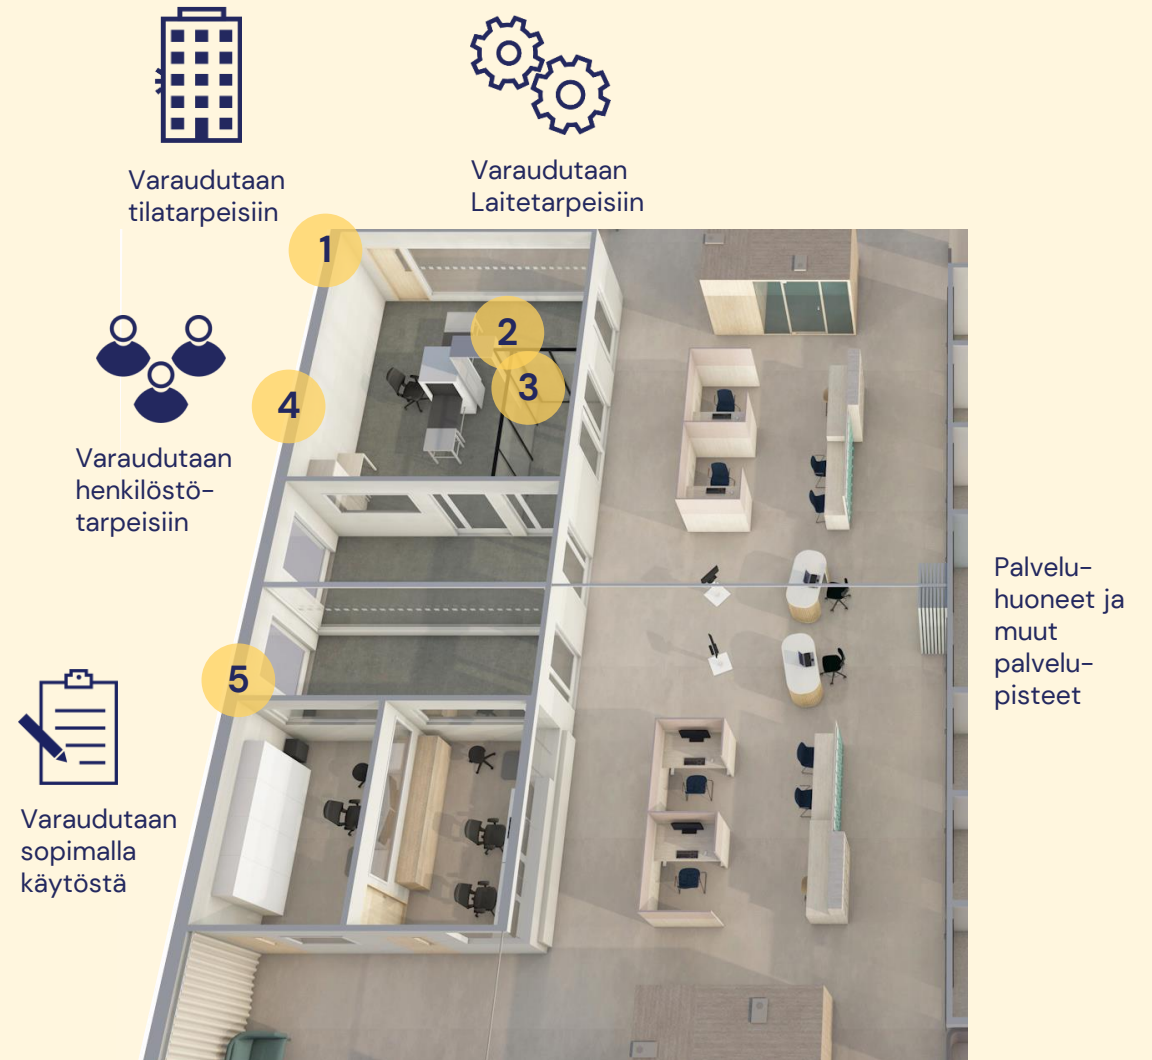 Varaudutaan
tilatarpeisiin
Varaudutaan
Laitetarpeisiin
1
2
3
4
Varaudutaan
henkilöstö-
tarpeisiin
5
Palvelu-
huoneet ja
muut
palvelu-
pisteet
Varaudutaan
sopimalla
käytöstä